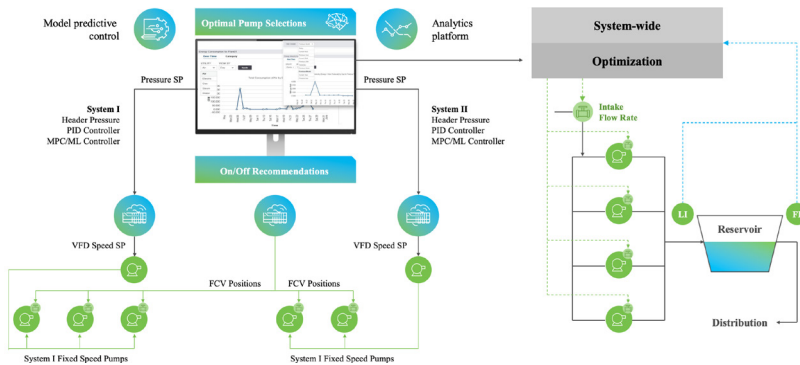 Model predictive
control
Optimal Pump Selections
Analytics
platform
Pressure SP
Pressure SP
System I
Header Pressure
PID Controller
MPC/ML Controller
System II
Header Pressure
PID Controller
MPC/ML Controller
On/Off Recommendations
VFD Speed SP
VFD Speed SP
FCV Positions
FCV Positions
System I Fixed Speed Pumps
System I Fixed Speed Pumps
System-wide
Optimization
Intake
Flow Rate
LI
Reservoir
Distribution